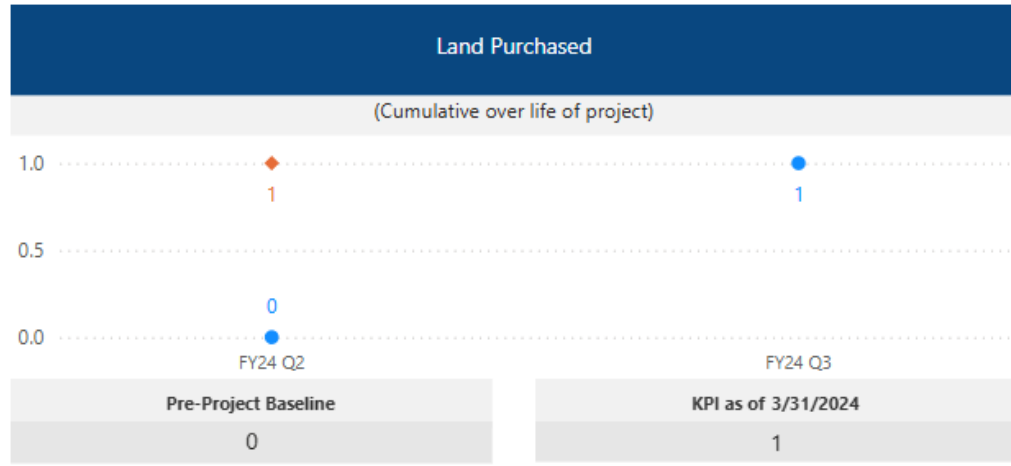 Land Purchased
(Cumulative over life of project)
1.0
1
1
0.5
0
0.0
FY24 Q2 FY24 Q3
Pre-Project Baseline KPI as of 3/31/2024
0 1